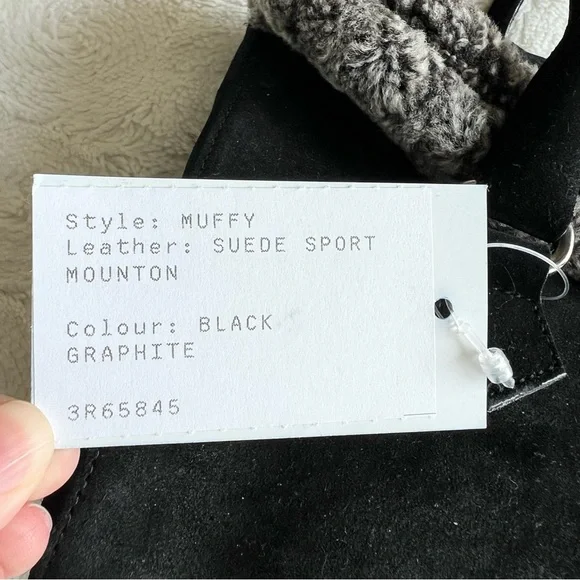 Style: MUFFY
Leather: SUEDE SPORT
MOUNTON
Colour: BLACK
GRAPHITE
3R65845